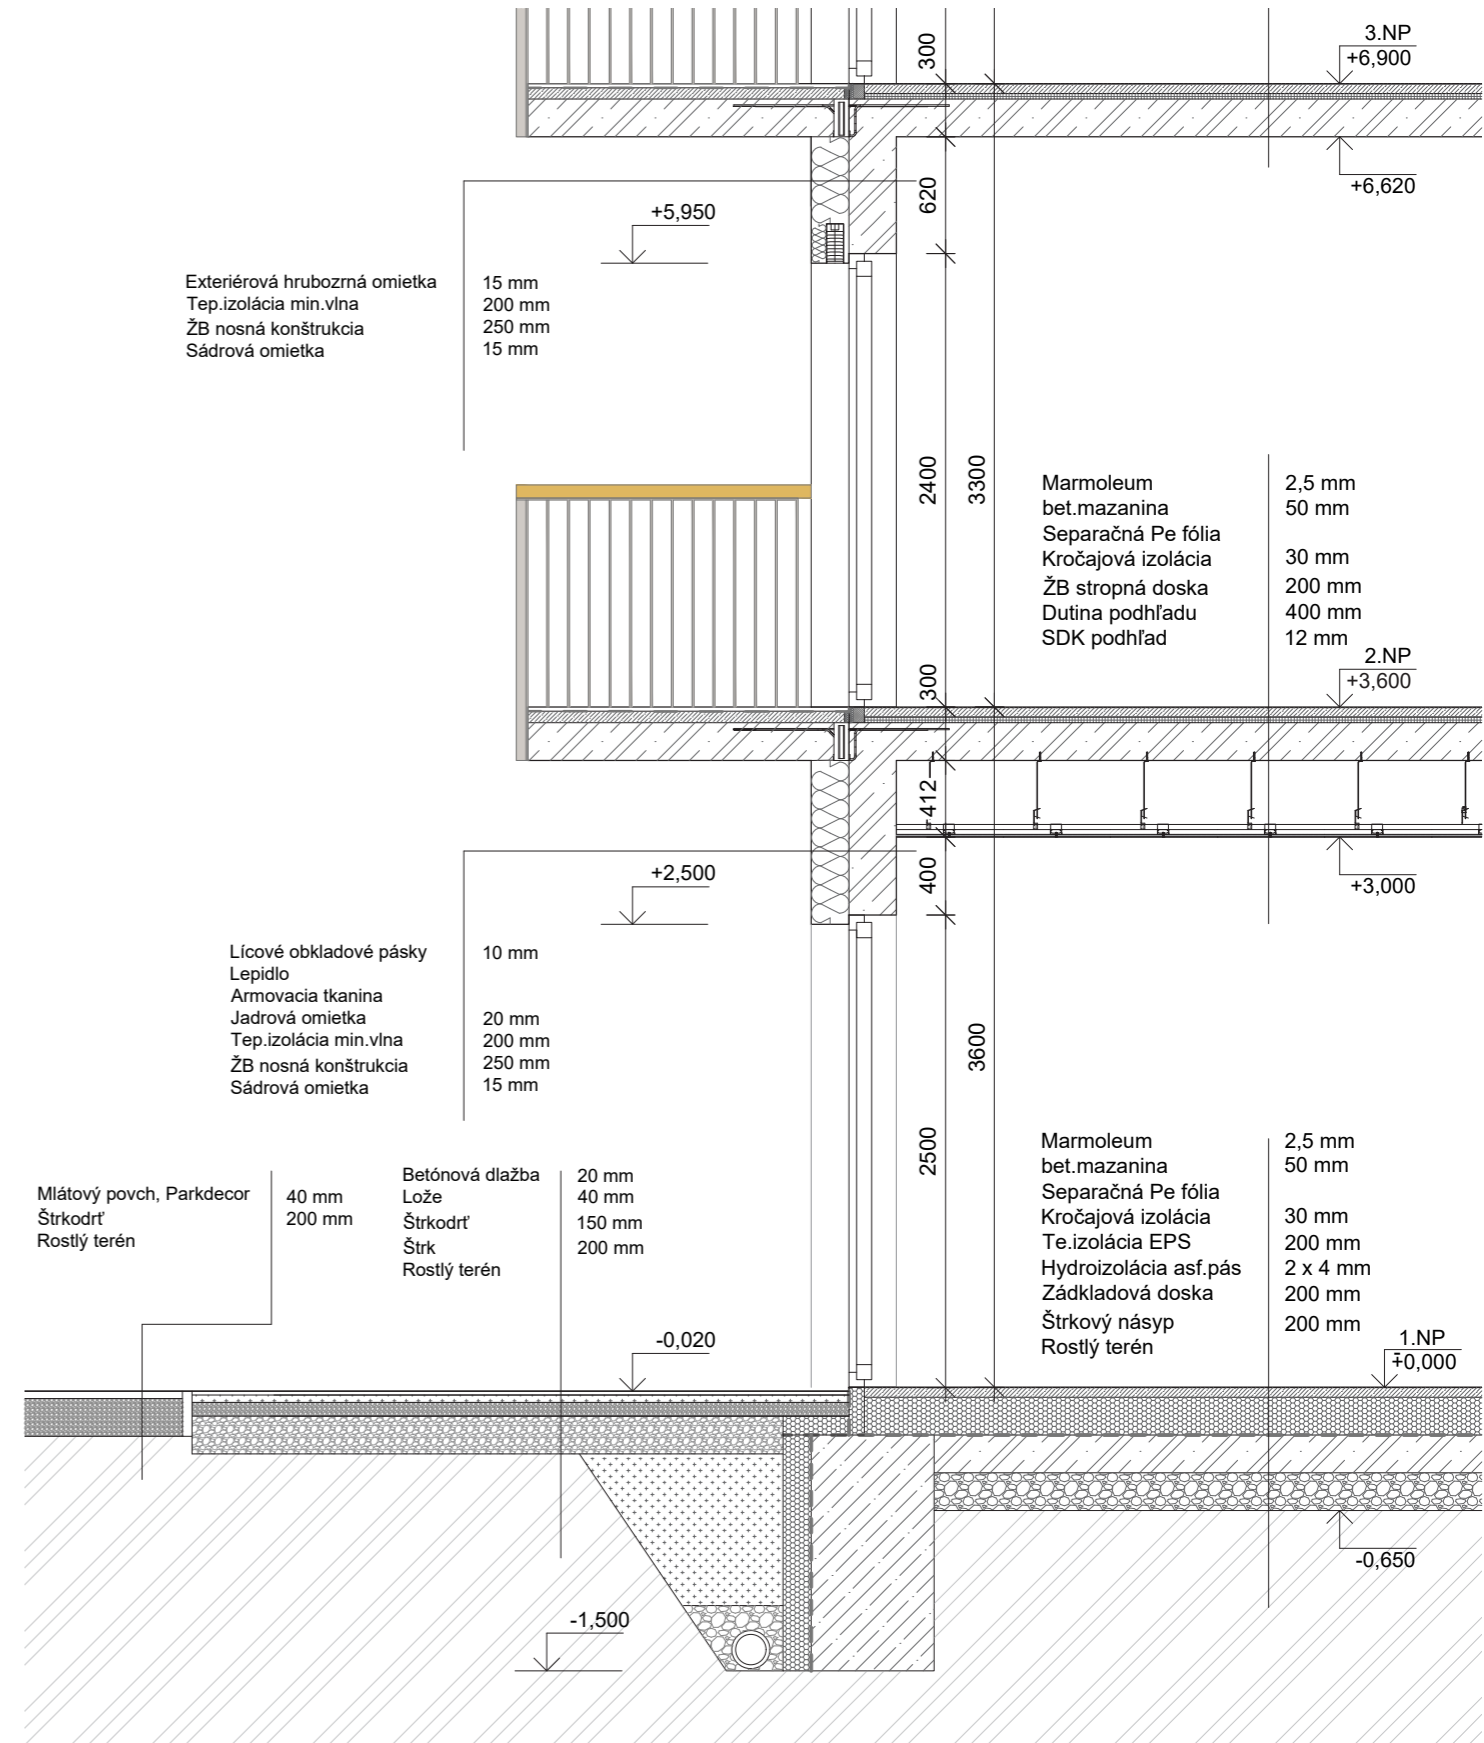 300
3.NP
+6,900
+6,620
620
+5,950
Exteriérová hrubozrná omietka 15 mm
Tep.izolácia min.vlna 200 mm
ŽB nosná konštrukcia 250 mm
Sádrová omietka 15 mm
2400
3300
Marmoleum 2,5 mm
bet.mazanina 50 mm
Separačná Pe fólia
Kročajová izolácia 30 mm
ŽB stropná doska 200 mm
Dutina podhľadu 400 mm
SDK podhľad 12 mm
2.NP
+3,600
300
412
400
+3,000
+2,500
Lícové obkladové pásky 10 mm
Lepidlo
Armovacia tkanina
Jadrová omietka 20 mm
Tep.izolácia min.vlna 200 mm
ŽB nosná konštrukcia 250 mm
Sádrová omietka 15 mm
3600
2500
Mlátový povch, Parkdecor 40 mm
Štrkodrť 200 mm
Rostlý terén
Betónová dlažba 20 mm
Lože 40 mm
Štrkodrť 150 mm
Štrk 200 mm
Rostlý terén
Marmoleum 2,5 mm
bet.mazanina 50 mm
Separačná Pe fólia
Kročajová izolácia 30 mm
Te.izolácia EPS 200 mm
Hydroizolácia asf.pás 2 x 4 mm
Zádkladová doska 200 mm
Štrkový násyp 200 mm
Rostlý terén
1.NP
∓0,000
-0,020
-0,650
-1,500